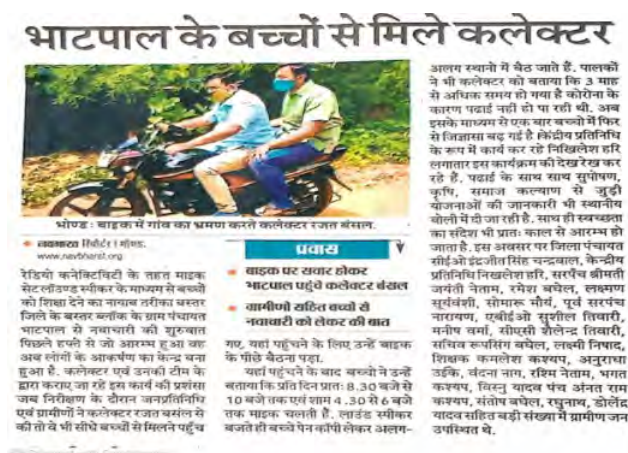 भाटपाल के बच्चों से मिले कलेक्टर
भोण्ड: बाइक में गांव का भ्रमण करते कलेक्टर रजत बंसल.
नवभारत रिपोर्टर। भोण्ड.
www.navbharat.org
रेडियो कनेक्टिविटी के तहत माइक
सेट लॉउण्ड स्पीकर के माध्यम से बच्चों
को शिक्षा देने का नायाब तरीका बस्तर
जिले के बस्तर ब्लॉक के ग्राम पंचायत
भाटपाल से नवाचारी की शुरुवात
पिछले हफ्ते से जो आरम्भ हुआ वह
अब लोगों के आकर्षण का केन्द्र बना
हुआ है. कलेक्टर एवं उनकी टीम के
द्वारा कराए जा रहे इस कार्य की प्रशंसा
जब निरीक्षण के दौरान जनप्रतिनिधि
एवं ग्रामीणों ने कलेक्टर रजत बसंल से
की तो वे भी सीधे बच्चों से मिलने पहुँच
प्रवास
बाइक पर सवार होकर
भाटपाल पहुंचे कलेक्टर बंसल
ग्रामीणों सहित बच्चों से
नवाचारी को लेकर की बात
गए. यहां पहुंचने के लिए उन्हें बाइक
के पीछे बैठना पड़ा.
यहां पहुंचने के बाद बच्चो ने उन्हें
बताया कि प्रति दिन प्रातः 8.30 बजे से
10 बजे तक एवं शाम 4.30 से 6 बजे
तक माइक चलती हैं. लाउंड स्पीकर
बजते ही बच्चे पेन कॉपी लेकर अलग-
अलग स्थानो में बैठ जाते हैं. पालकों
ने भी कलेक्टर को बताया कि 3 माह
से अधिक समय हो गया है कोरोना के
कारण पढाई नही हो पा रही थी. अब
इसके माध्यम से एक बार बच्चो में फिर
से जिज्ञासा बढ़ गई है। केंद्रीय प्रतिनिधि
के रूप में कार्य कर रहे निखिलेश हरि
लगातार इस कार्यक्रम की देख रेख कर
रहे हैं. पढ़ाई के साथ साथ सुपोषण,
कृषि, समाज कल्याण से जुड़ी
योजनाओं की जानकारी भी स्थानीय
बोली में दी जा रही है. साथ ही स्वच्छता
का संदेश भी प्रातः काल से आरम्भ हो
जाता है. इस अवसर पर जिला पंचायत
सीईओ इंद्रजीत सिंह चन्द्रवाल, केन्द्रीय
प्रतिनिधि निखलेश हरि, सरपँच श्रीमती
जयंती नेताम, रमेश बघेल, लक्ष्मण
सूर्यवंशी, सोमारू मौर्य, पूर्व सरपंच
नारायण, एबीईओ सुशील तिवारी,
मनीष वर्मा, सीएसी शैलेन्द्र तिवारी,
सचिव रूपसिंग बघेल, लक्ष्मी निषाद,
शिक्षक कमलेश कश्यप, अनुराधा
उइके, वंदना नाग, रश्मि नेताम, भगत
कश्यप, विस्नु यादव पंच अंनत राम
कश्यप, संतोष बघेल, रघुनाथ, डोलेंद्र
यादव सहित बड़ी संख्या में ग्रामीण जन
उपस्थित थे.